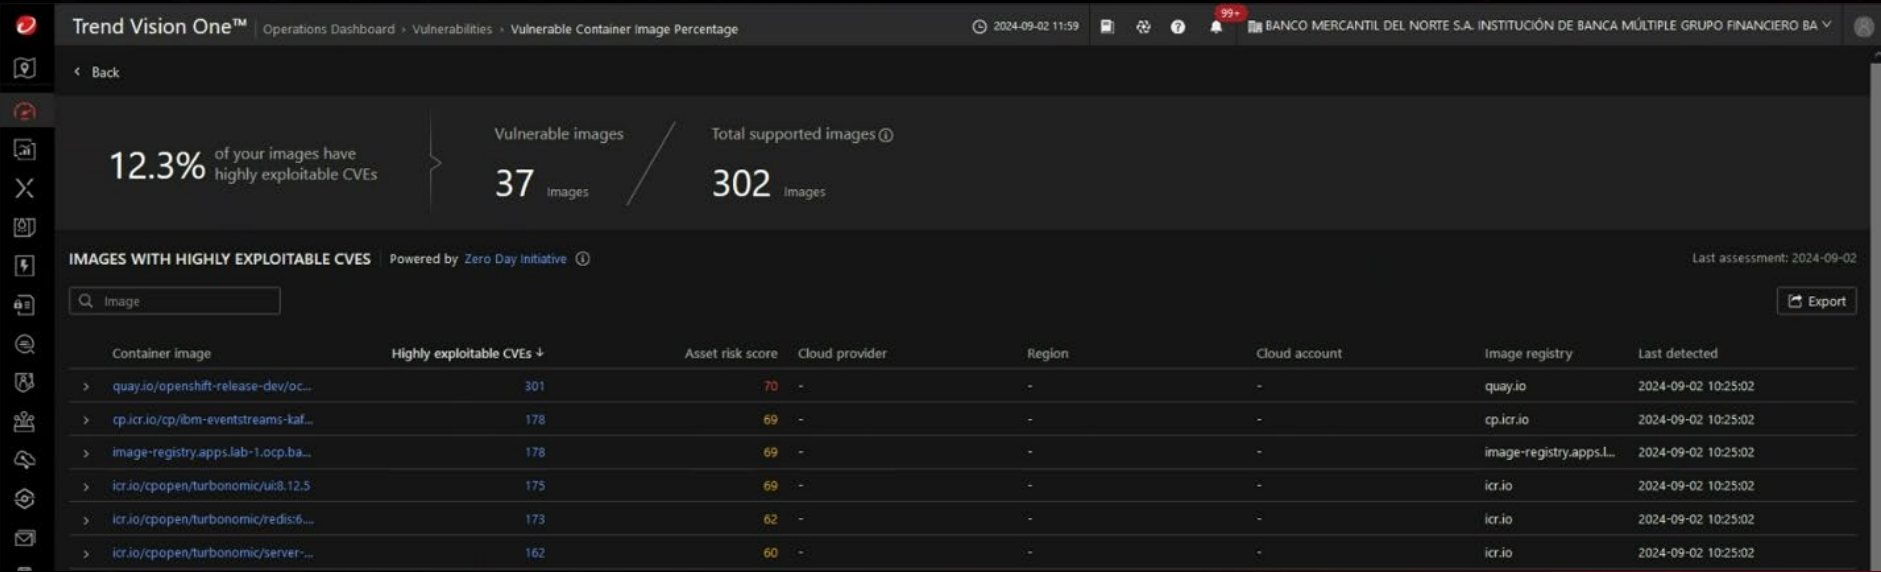 Trend Vision One™ | Operations Dashboard > Vulnerabilities > Vulnerable Container Image Percentage 2024-09-02 11:59 99+ BANCO MERCANTIL DEL NORTE S.A. INSTITUCIÓN DE BANCA MÚLTIPLE GRUPO FINANCIERO BA
< Back
12.3% of your images have highly exploitable CVEs
Vulnerable images
37 Images
Total supported images
302 Images
IMAGES WITH HIGHLY EXPLOITABLE CVES Powered by Zero Day Initiative Last assessment: 2024-09-02
Image Export
Container image Highly exploitable CVEs ↓ Asset risk score Cloud provider Region Cloud account Image registry Last detected
> quay.io/openshift-release-dev/oc... 301 70 - - - quay.io 2024-09-02 10:25:02
> cp.icr.io/cp/ibm-eventstreams-kaf... 178 69 - - - cp.icr.io 2024-09-02 10:25:02
> image-registry.apps.lab-1.ocp.ba... 178 69 - - - image-registry.apps.l... 2024-09-02 10:25:02
> icr.io/cpopen/turbonomic/ui:8.12.5 175 69 - - - icr.io 2024-09-02 10:25:02
> icr.io/cpopen/turbonomic/redis:6.... 173 62 - - - icr.io 2024-09-02 10:25:02
> icr.io/cpopen/turbonomic/server-... 162 60 - - - icr.io 2024-09-02 10:25:02